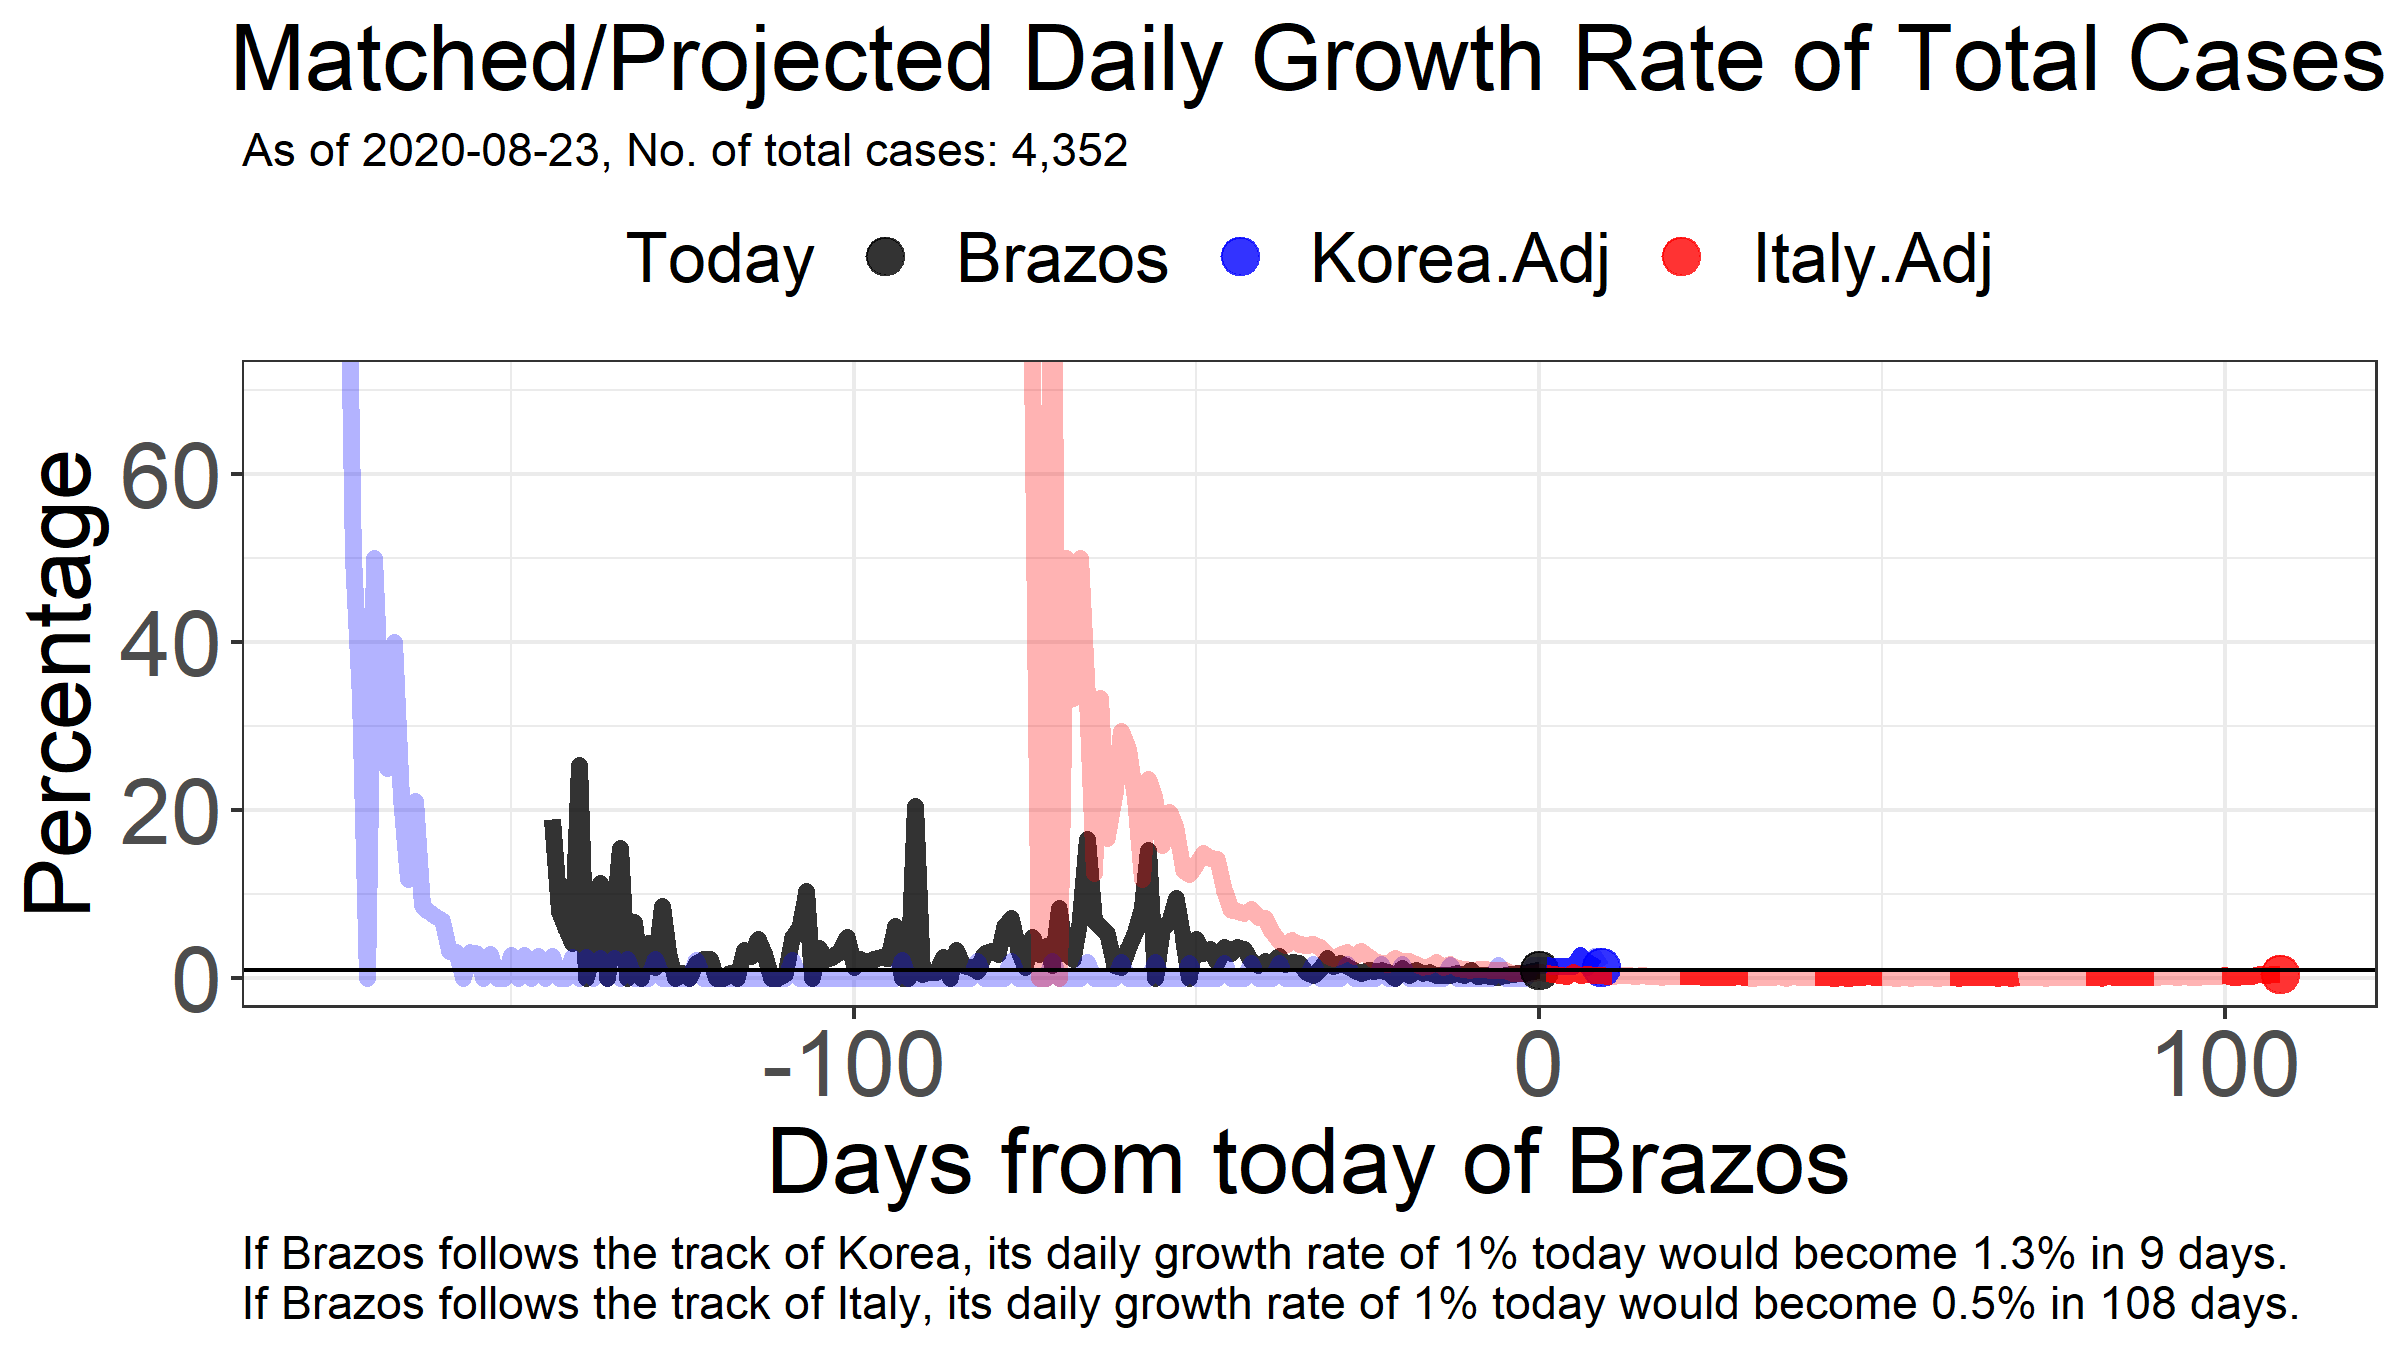 Matched/Projected Daily Growth Rate of Total Cases
As of 2020-08-23, No. of total cases: 4,352
Today Brazos Korea.Adj Italy.Adj
Percentage
60
40
20
0
-100 0 100
Days from today of Brazos
If Brazos follows the track of Korea, its daily growth rate of 1% today would become 1.3% in 9 days.
If Brazos follows the track of Italy, its daily growth rate of 1% today would become 0.5% in 108 days.